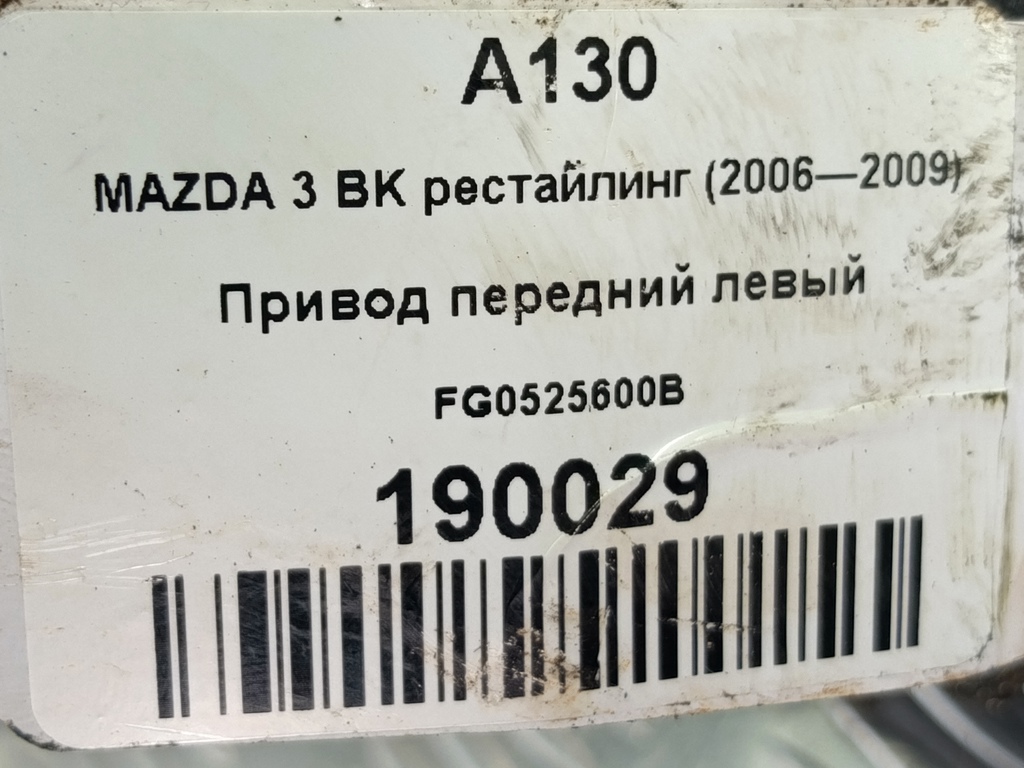 A130
MAZDA 3 BK рестайлинг (2006—2009)
Привод передний левый
FG0525600B
190029